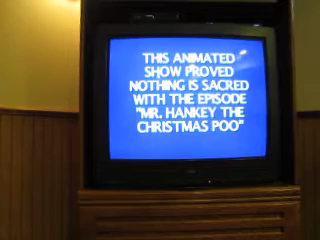 THIS ANIMATED
SHOW PROVED
NOTHING IS SACRED
WITH THE EPISODE
"MR. HANKEY THE
CHRISTMAS POO"